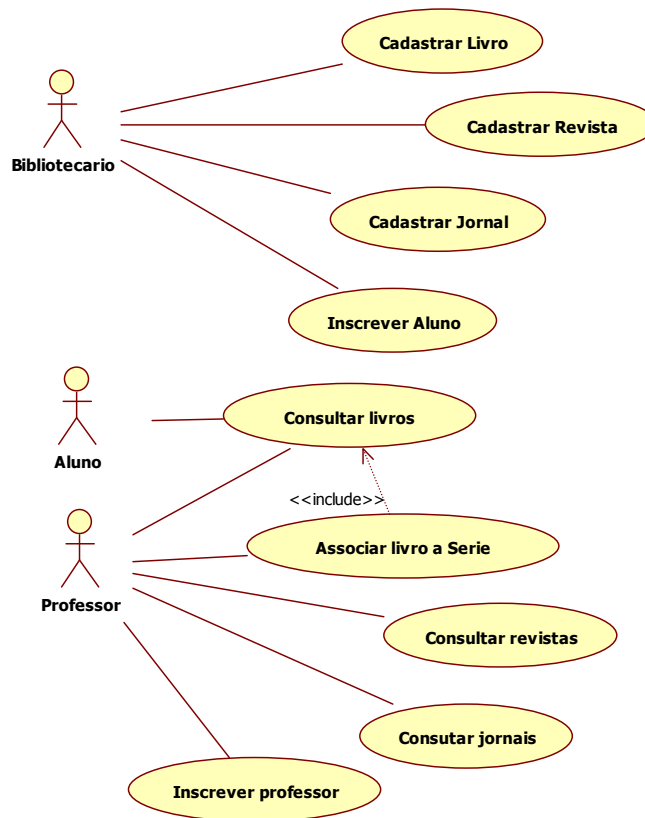 Cadastrar Livro
Cadastrar Revista
Bibliotecario
Cadastrar Jornal
Inscrever Aluno
Consultar livros
Aluno
<<include>>
Associar livro a Serie
Professor
Consultar revistas
Consutar jornais
Inscrever professor